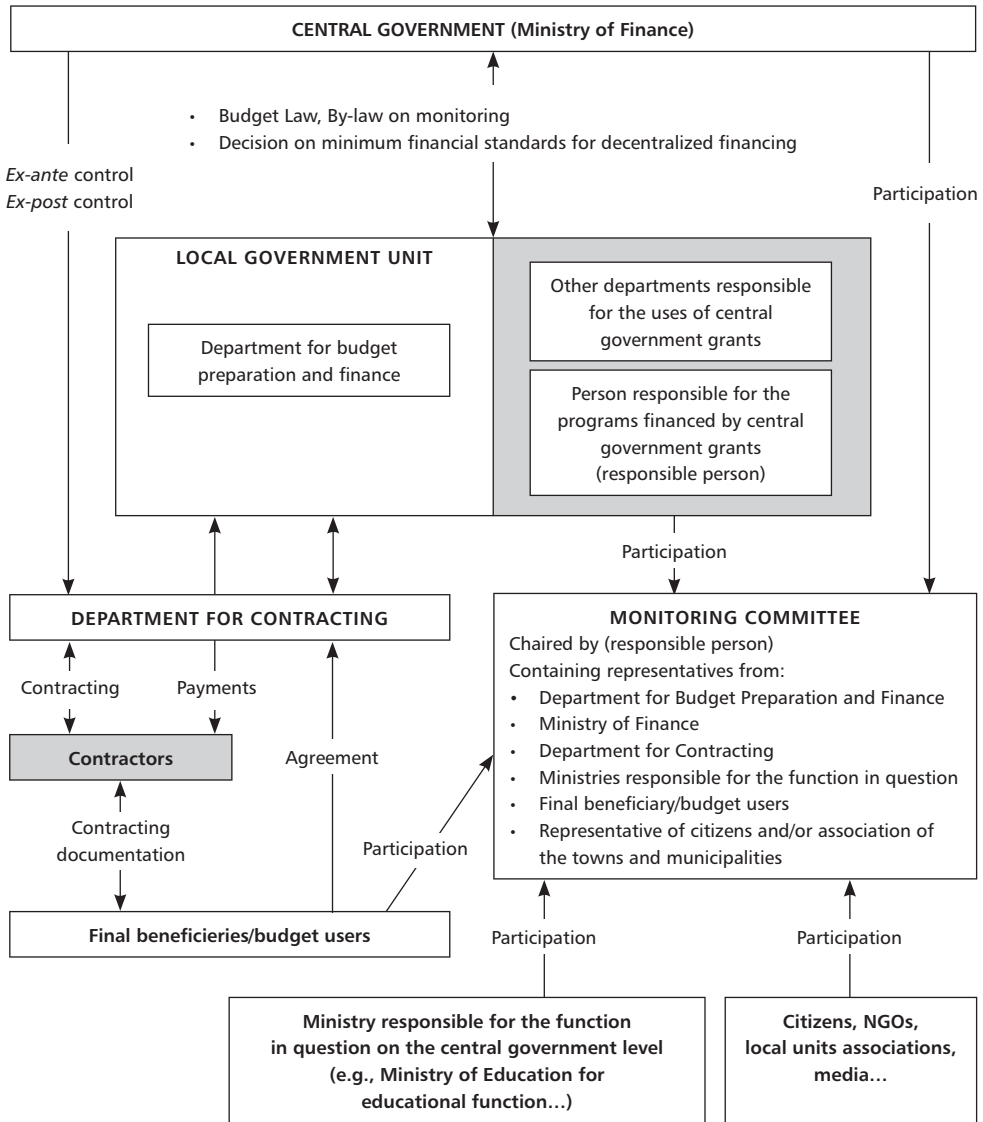 CENTRAL GOVERNMENT (Ministry of Finance)
• Budget Law, By-law on monitoring
• Decision on minimum financial standards for decentralized financing
Ex-ante control
Ex-post control
Participation
LOCAL GOVERNMENT UNIT
Department for budget
preparation and finance
Other departments responsible
for the uses of central
government grants
Person responsible for the
programs financed by central
government grants
(responsible person)
Participation
DEPARTMENT FOR CONTRACTING
Contracting
Payments
Contractors
Agreement
Contracting
documentation
Participation
Final beneficieries/budget users
MONITORING COMMITTEE
Chaired by (responsible person)
Containing representatives from:
• Department for Budget Preparation and Finance
• Ministry of Finance
• Department for Contracting
• Ministries responsible for the function in question
• Final beneficiary/budget users
• Representative of citizens and/or association of
the towns and municipalities
Participation
Participation
Ministry responsible for the function
in question on the central government level
(e.g., Ministry of Education for
educational function…)
Citizens, NGOs,
local units associations,
media…